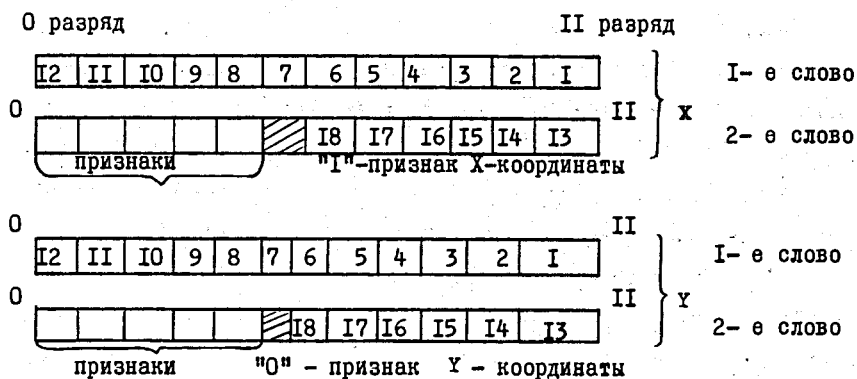 0 разряд II разряд
I2 II I0 9 8 7 6 5 4 3 2 I I- е слово
0 II X
I8 I7 I6 I5 I4 I3 2- е слово
признаки "I"-признак X-координаты
0 II
I2 II I0 9 8 7 6 5 4 3 2 I I- е слово
0 II Y
I8 I7 I6 I5 I4 I3 2- е слово
признаки "0" - признак Y - координаты